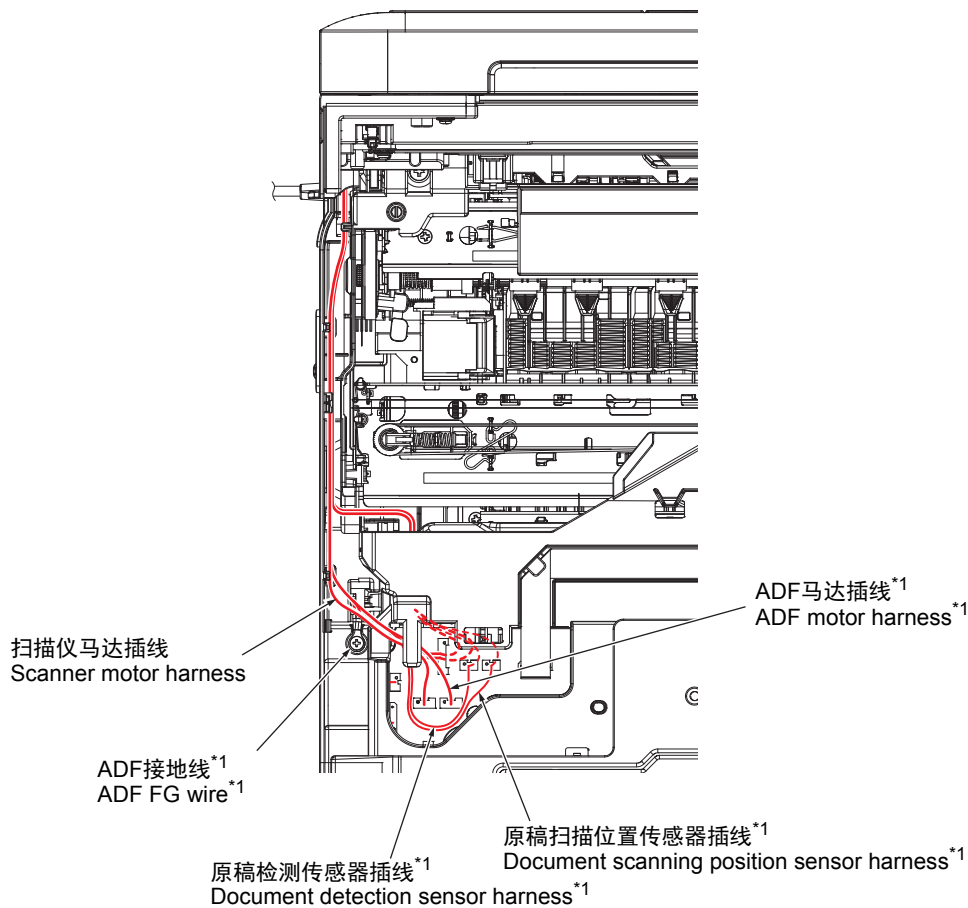 ADF马达插线*1
ADF motor harness*1
扫描仪马达插线
Scanner motor harness
ADF接地线*1
ADF FG wire*1
原稿扫描位置传感器插线*1
Document scanning position sensor harness*1
原稿检测传感器插线*1
Document detection sensor harness*1